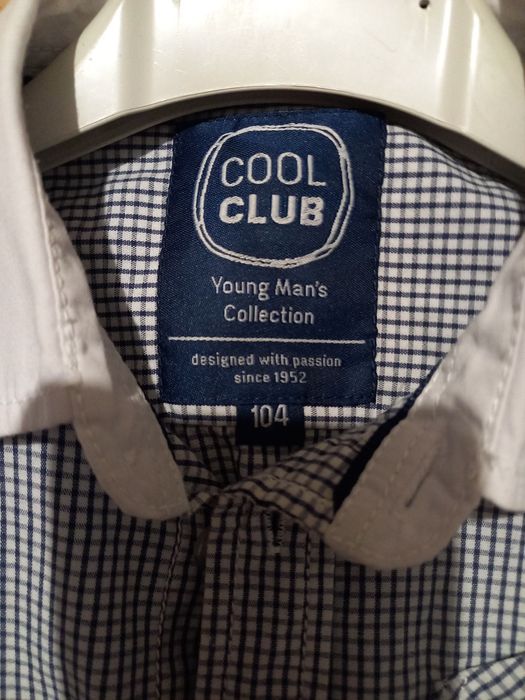 COOL
CLUB
Young Man's
Collection
designed with passion
since 1952
104